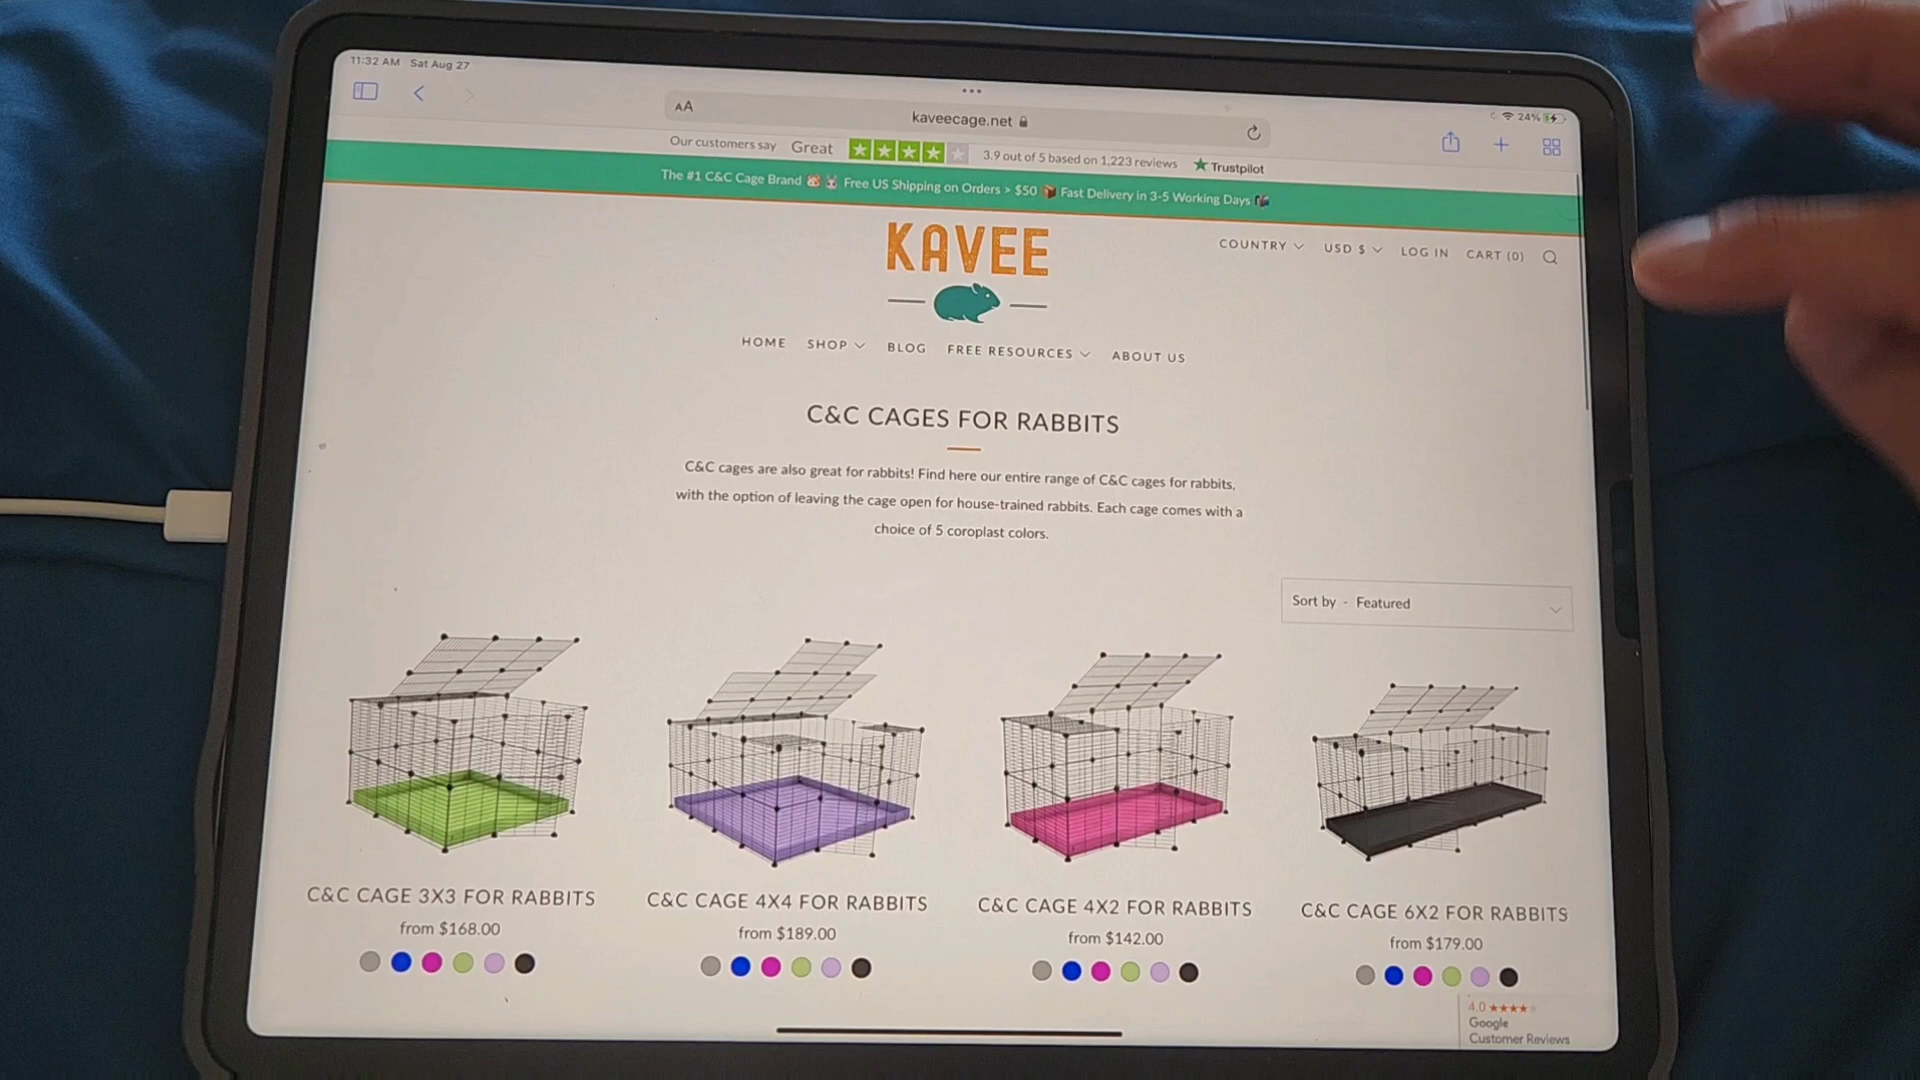 11:32 AM Sat Aug 27
24%
AA
kaveecage.net
Our customers say Great 3.9 out of 5 based on 1,223 reviews Trustpilot
The #1 C&C Cage Brand Free US Shipping on Orders > $50 Fast Delivery in 3-5 Working Days
KAVEE
COUNTRY USD $ LOG IN CART (0)
HOME SHOP BLOG FREE RESOURCES ABOUT US
C&C CAGES FOR RABBITS
C&C cages are also great for rabbits! Find here our entire range of C&C cages for rabbits,
with the option of leaving the cage open for house-trained rabbits. Each cage comes with a
choice of 5 coroplast colors.
Sort by - Featured
C&C CAGE 3X3 FOR RABBITS
from $168.00
C&C CAGE 4X4 FOR RABBITS
from $189.00
C&C CAGE 4X2 FOR RABBITS
from $142.00
C&C CAGE 6X2 FOR RABBITS
from $179.00
4.0
Google
Customer Reviews